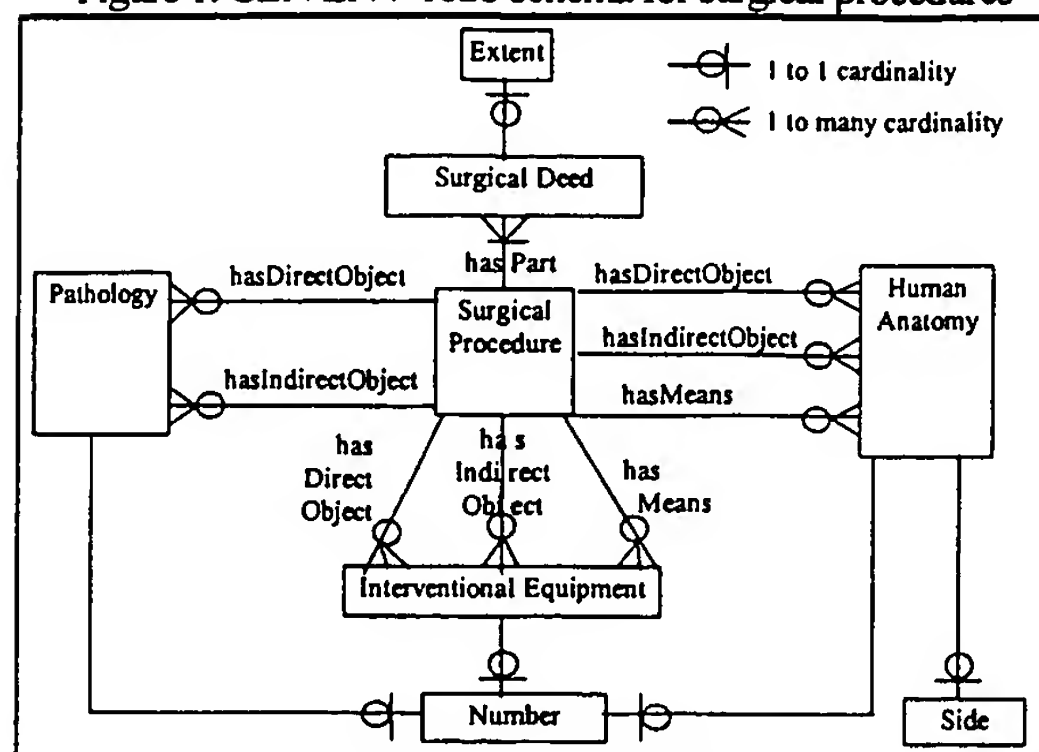 Extent
1 to 1 cardinality
1 to many cardinality
Surgical Deed
has Part
hasDirectObject
hasDirectObject
Pathology
Surgical
Procedure
Human
Anatomy
hasIndirectObject
hasIndirectObject
hasMeans
has
Direct
Object
has
Indirect
Object
has
Means
Interventional Equipment
Number
Side